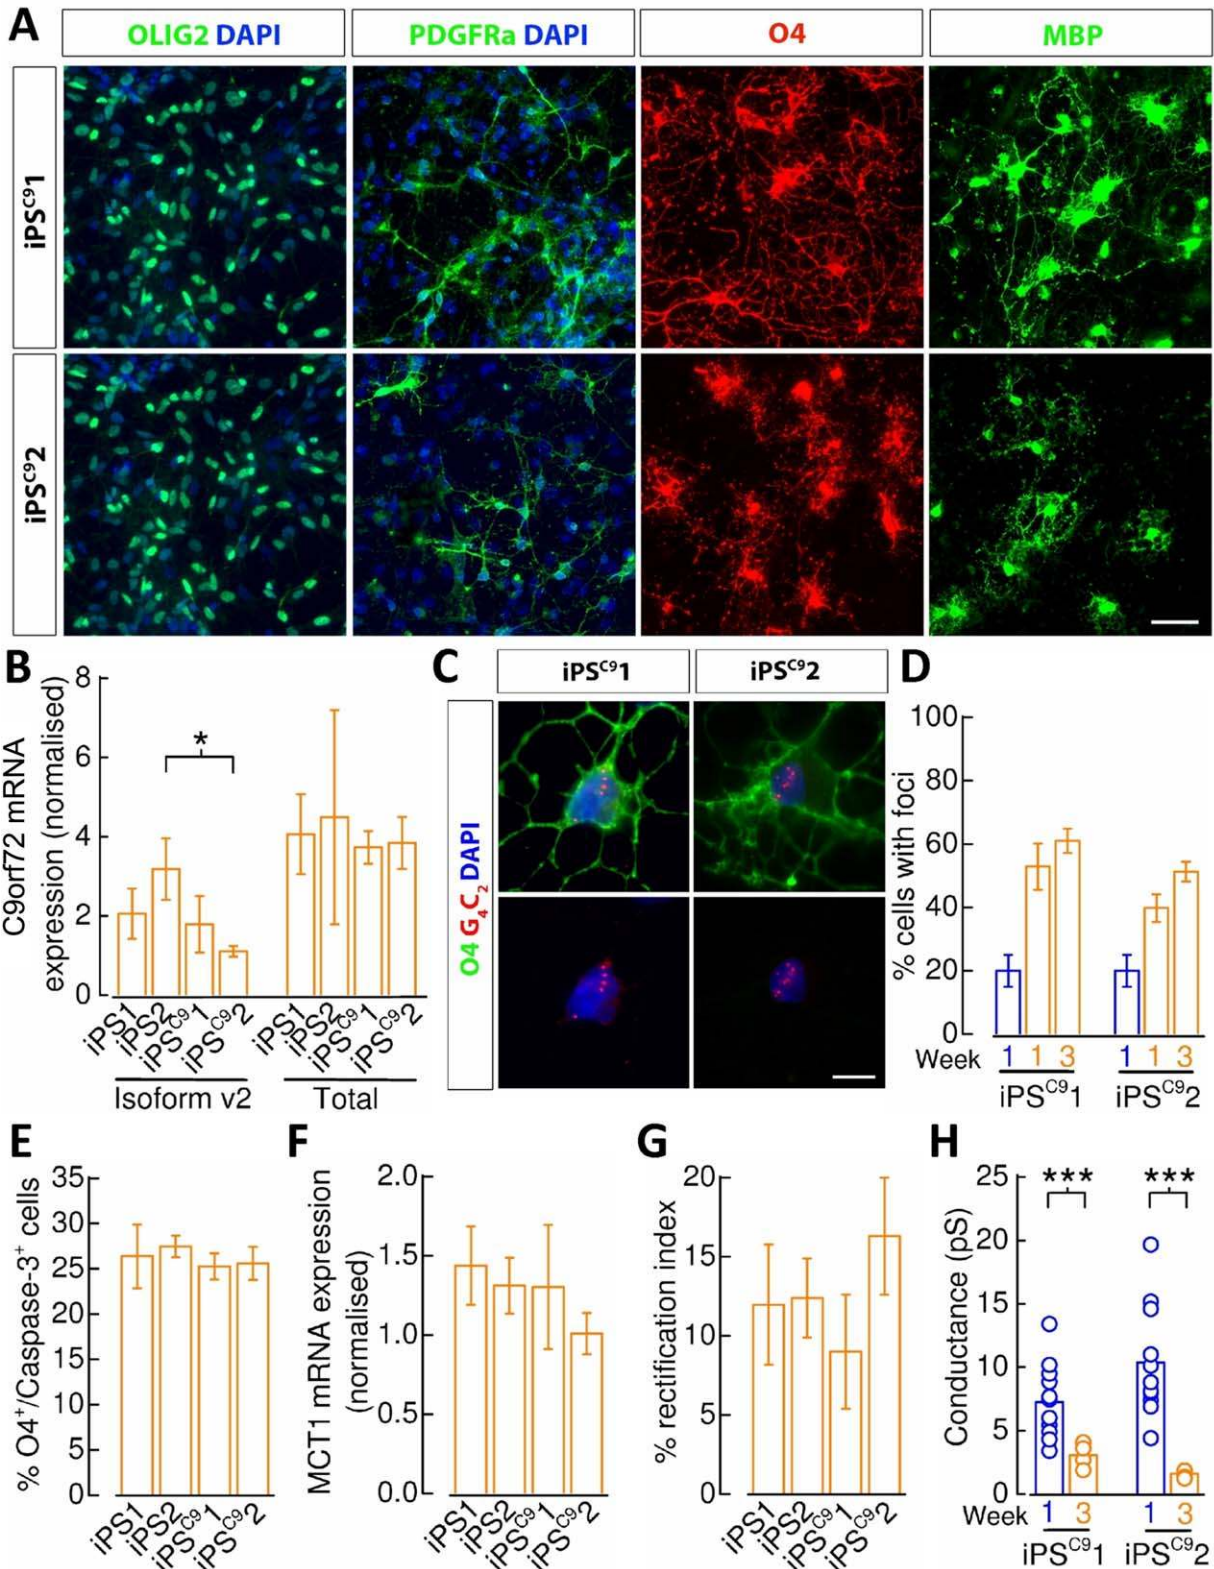 A
OLIG2 DAPI
PDGFRa DAPI
O4
MBP
iPSC91
iPSC92
B
C9orf72 mRNA
expression (normalised)
8
6
4
2
0
*
iPS1
iPS2
iPSC91
iPSC92
iPS1
iPS2
iPSC91
iPSC92
Isoform v2
Total
C
iPSC91
iPSC92
O4 G4C2 DAPI
D
% cells with foci
100
80
60
40
20
0
Week
1 1 3
1 1 3
iPSC91
iPSC92
E
% O4+/Caspase-3+ cells
35
30
25
20
15
10
5
0
iPS1
iPS2
iPSC91
iPSC92
F
MCT1 mRNA expression
(normalised)
2.0
1.5
1.0
0.5
0.0
iPS1
iPS2
iPSC91
iPSC92
G
% rectification index
20
15
10
5
0
iPS1
iPS2
iPSC91
iPSC92
H
Conductance (pS)
25
20
15
10
5
0
*** ***
Week 1 3 1 3
iPSC91 iPSC92